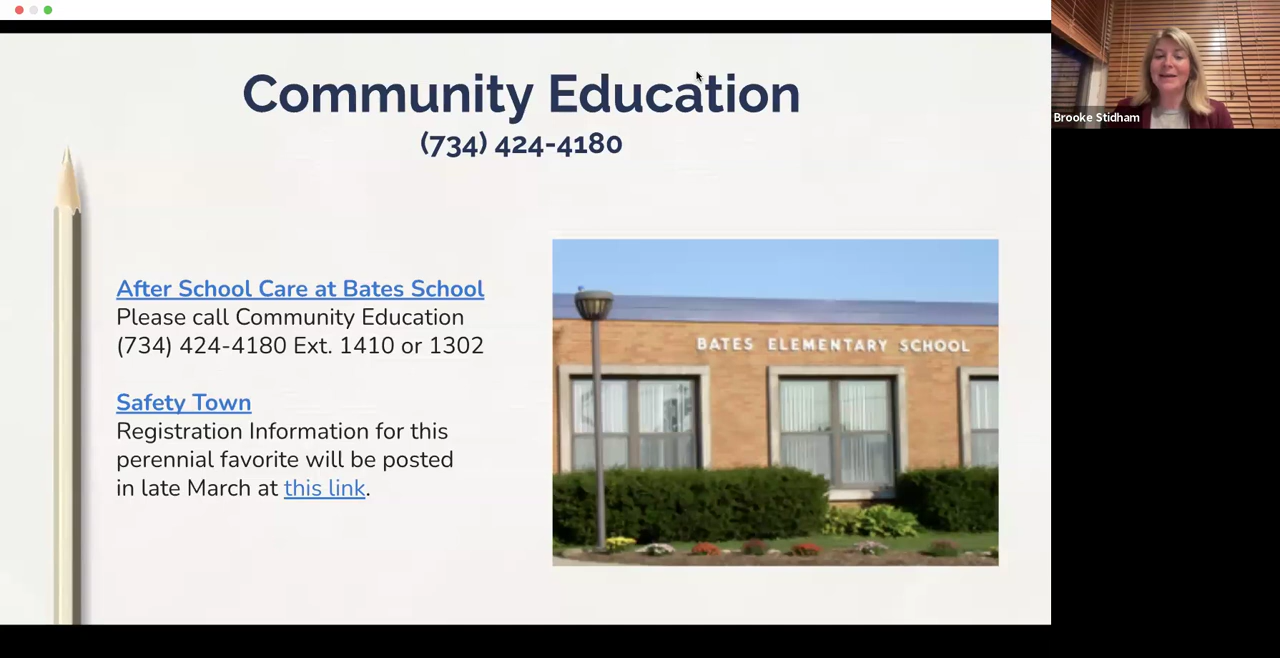 Community Education
(734) 424-4180
Brooke Stidham
After School Care at Bates School
Please call Community Education
(734) 424-4180 Ext. 1410 or 1302
Safety Town
Registration Information for this
perennial favorite will be posted
in late March at this link.
BATES ELEMENTARY SCHOOL